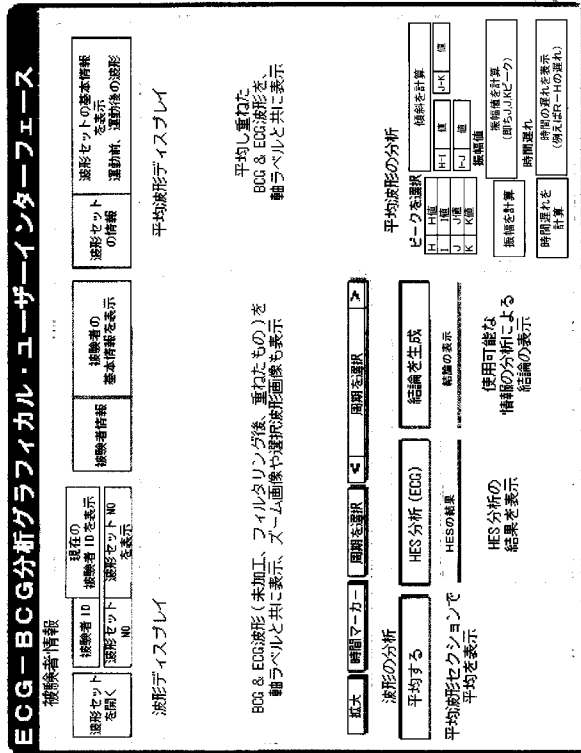 ECG-BCG分析グラフィカル・ユーザーインターフェース
被験者情報
波形セット
を開く
被験者 ID
現在の
被験者 IDを表示
波形セット
NO
波形セット NO
を表示
被験者情報
被験者の
基本情報を表示
波形セット
の情報
波形セットの基本情報
を表示
運動前、運動後の波形
波形ディスプレイ
平均波形ディスプレイ
BCG & ECG波形(未加工、フィルタリング後、重ねたもの)を
軸ラベルと共に表示、ズーム画像や選択波形画像も表示
平均し重ねた
BCG & ECG波形を、
軸ラベルと共に表示
拡大
時間マーカー
周期を選択
<
周期を選択
>
波形の分析
平均する
HES分析(ECG)
結論を生成
平均波形セクションで
平均を表示
HESの結果
HES分析の
結果を表示
結論の表示
使用可能な
情報の分析による
結論の表示
平均波形の分析
ピークを選択
H H値
I I値
J J値
K K値
傾斜を計算
H-I 値
I-J 値
J-K 値
振幅値
振幅を計算
振幅値を計算
(即ちI,J,Kピーク)
時間遅れ
時間遅れを
計算
時間の遅れを表示
(例えばR-Hの遅れ)